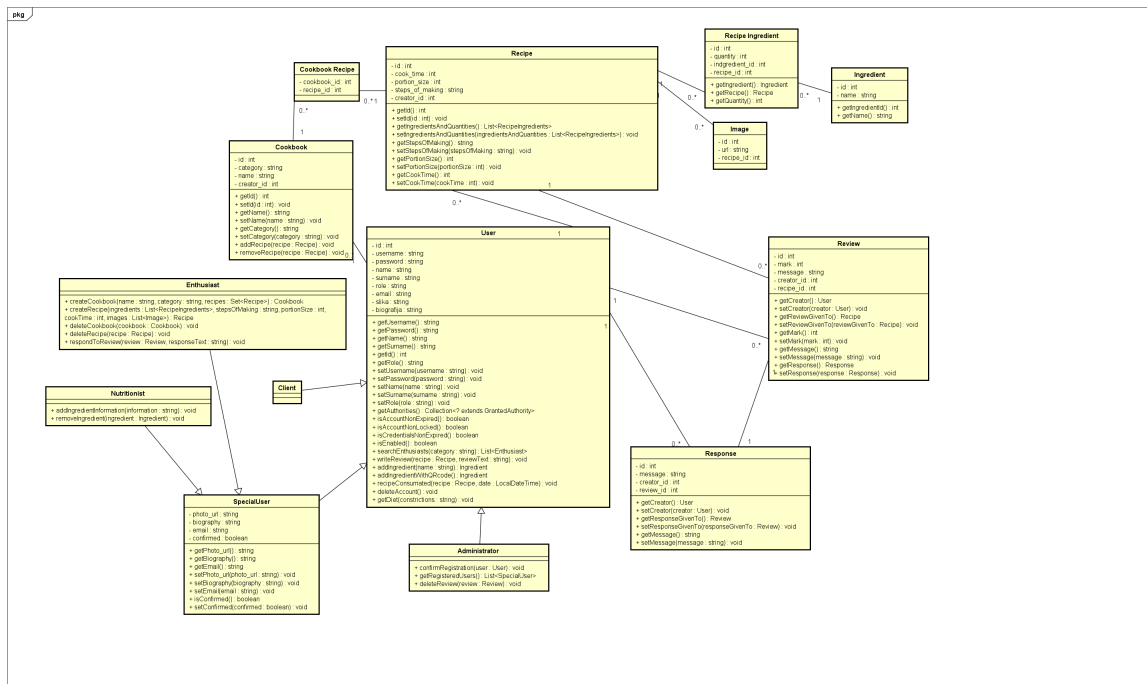 pkg
Recipe
- id : int
- cook_time : int
- portion_size : int
- steps_of_making : string
- creator_id : int
+ getId() : int
+ setId(id : int) : void
+ getIngredientsAndQuantities() : List<RecipeIngredients>
+ setIngredientsAndQuantities(ingredientsAndQuantities : List<RecipeIngredients>) : void
+ getStepsOfMaking() : string
+ setStepsOfMaking(stepsOfMaking : string) : void
+ getPortionSize() : int
+ setPortionSize(portionSize : int) : void
+ getCookTime() : int
+ setCookTime(cookTime : int) : void
Recipe Ingredient
- id : int
- quantity : int
- indgredient_id : int
- recipe_id : int
+ getIngredient() : Ingredient
+ getRecipe() : Recipe
+ getQuantity() : int
Ingredient
- id : int
- name : string
+ getIngredientId() : int
+ getName() : string
Cookbook Recipe
- cookbook_id : int
- recipe_id : int
Image
- id : int
- url : string
- recipe_id : int
0..*
1
0..*
1
0..*
1
0..*
1
0..*
Cookbook
- id : int
- category : string
- name : string
- creator_id : int
+ getId() : int
+ setId(id : int) : void
+ getName() : string
+ setName(name : string) : void
+ getCategory() : string
+ setCategory(category : string) : void
+ addRecipe(recipe : Recipe) : void
+ removeRecipe(recipe : Recipe) : void
0..*
1
1
0..*
User
- id : int
- username : string
- password : string
- name : string
- surname : string
- role : string
- email : string
- slika : string
- biografija : string
+ getUsername() : string
+ getPassword() : string
+ getName() : string
+ getSurname() : string
+ getId() : int
+ getRole() : string
+ setUsername(username : string) : void
+ setPassword(password : string) : void
+ setName(name : string) : void
+ setSurname(surname : string) : void
+ setRole(role : string) : void
+ getAuthorities() : Collection<? extends GrantedAuthority>
+ isAccountNonExpired() : boolean
+ isAccountNonLocked() : boolean
+ isCredentialsNonExpired() : boolean
+ isEnabled() : boolean
+ searchEnthusiasts(category : string) : List<Enthusiast>
+ writeReview(recipe : Recipe, reviewText : string) : void
+ addIngredient(name : string) : Ingredient
+ addIngredientWithQRcode() : Ingredient
+ recipeConsumated(recipe : Recipe, date : LocalDateTime) : void
+ deleteAccount() : void
+ getDiet(constrictions : string) : void
Review
- id : int
- mark : int
- message : string
- creator_id : int
- recipe_id : int
+ getCreator() : User
+ setCreator(creator : User) : void
+ getReviewGivenTo() : Recipe
+ setReviewGivenTo(reviewGivenTo : Recipe) : void
+ getMark() : int
+ setMark(mark : int) : void
+ getMessage() : string
+ setMessage(message : string) : void
+ getResponse() : Response
+ setResponse(response : Response) : void
1
1
0..*
0..*
1
Enthusiast
+ createCookbook(name : string, category : string, recipes : Set<Recipe>) : Cookbook
+ createRecipe(ingredients : List<RecipeIngredients>, stepsOfMaking : string, portionSize : int,
cookTime : int, images : List<Image>) : Recipe
+ deleteCookbook(cookbook : Cookbook) : void
+ deleteRecipe(recipe : Recipe) : void
+ respondToReview(review : Review, responseText : string) : void
Client
Nutritionist
+ addIngredientInformation(information : string) : void
+ removeIngredient(ingredient : Ingredient) : void
Response
- id : int
- message : string
- creator_id : int
- review_id : int
+ getCreator() : User
+ setCreator(creator : User) : void
+ getResponseGivenTo() : Review
+ setResponseGivenTo(responseGivenTo : Review) : void
+ getMessage() : string
+ setMessage(message : string) : void
SpecialUser
- photo_url : string
- biography : string
- email : string
- confirmed : boolean
+ getPhoto_url() : string
+ getBiography() : string
+ getEmail() : string
+ setPhoto_url(photo_url : string) : void
+ setBiography(biography : string) : void
+ setEmail(email : string) : void
+ isConfirmed() : boolean
+ setConfirmed(confirmed : boolean) : void
Administrator
+ confirmRegistration(user : User) : void
+ getRegisteredUsers() : List<SpecialUser>
+ deleteReview(review : Review) : void